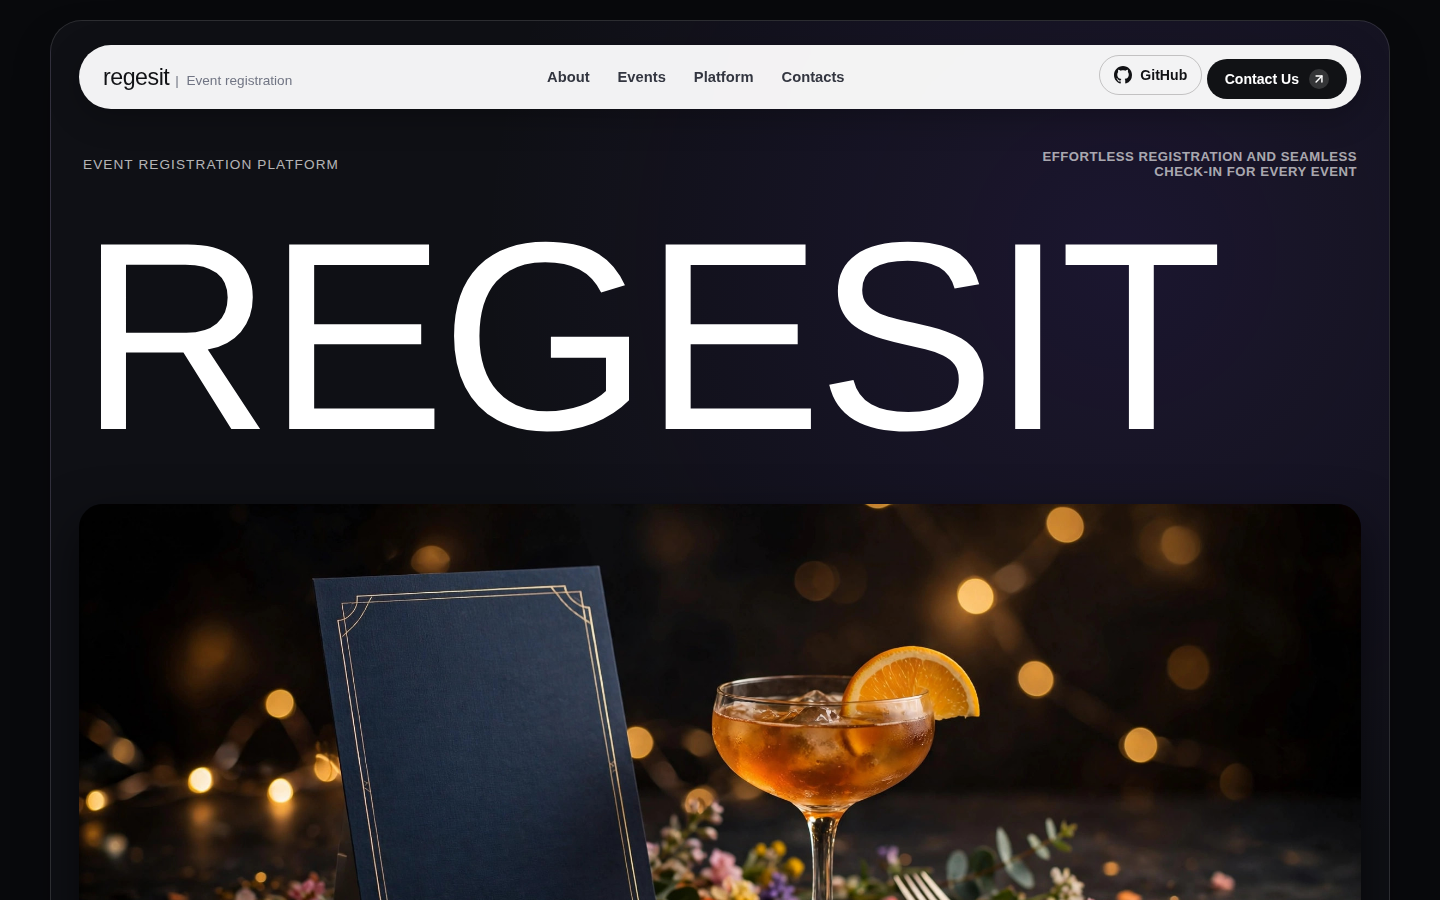 regesit | Event registration
About Events Platform Contacts
GitHub
Contact Us
EVENT REGISTRATION PLATFORM
EFFORTLESS REGISTRATION AND SEAMLESS
CHECK-IN FOR EVERY EVENT
REGESIT